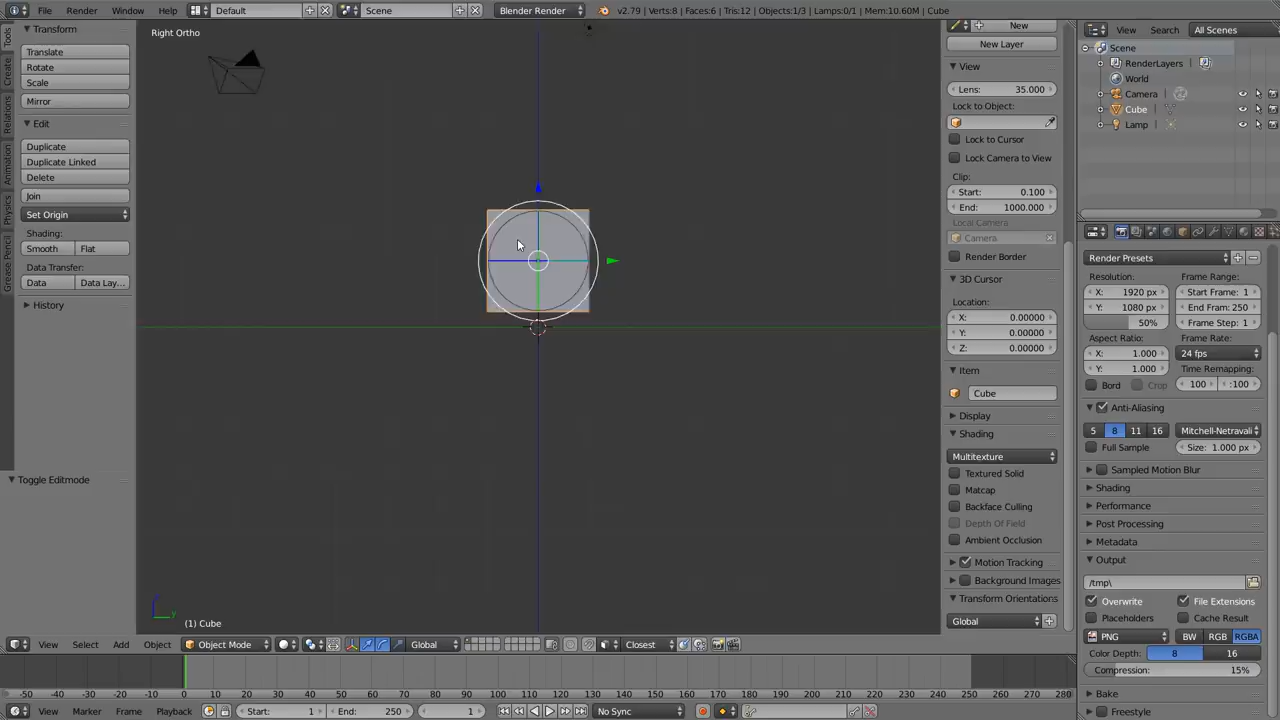 File Render Window Help Default Scene Blender Render v2.79 | Verts:8 | Faces:6 | Tris:12 | Objects:1/3 | Lamps:0/1 | Mem:10.60M | Cube
Tools
Create
Relations
Animation
Physics
Grease Pencil
Transform
Translate
Rotate
Scale
Mirror
Edit
Duplicate
Duplicate Linked
Delete
Join
Set Origin
Shading:
Smooth Flat
Data Transfer:
Data Data Lay...
History
Toggle Editmode
Right Ortho
z
y
(1) Cube
New
New Layer
View
Lens: 35.000
Lock to Object:
Lock to Cursor
Lock Camera to View
Clip:
Start: 0.100
End: 1000.000
Local Camera
Camera
Render Border
3D Cursor
Location:
X: 0.00000
Y: 0.00000
Z: 0.00000
Item
Cube
Display
Shading
Multitexture
Textured Solid
Matcap
Backface Culling
Depth Of Field
Ambient Occlusion
Motion Tracking
Background Images
Transform Orientations
Global
View Search All Scenes
Scene
RenderLayers
World
Camera
Cube
Lamp
Render Presets
Resolution: Frame Range:
X: 1920 px Start Frame: 1
Y: 1080 px End Fram: 250
50% Frame Step: 1
Aspect Ratio: Frame Rate:
X: 1.000 24 fps
Y: 1.000 Time Remapping:
Bord Crop 100 :100
Anti-Aliasing
5 8 11 16 Mitchell-Netravali
Full Sample Size: 1.000 px
Sampled Motion Blur
Shading
Performance
Post Processing
Metadata
Output
/tmp\
Overwrite File Extensions
Placeholders Cache Result
PNG BW RGB RGBA
Color Depth: 8 16
Compression: 15%
Bake
Freestyle
View Select Add Object Object Mode Global Closest
-50 -40 -30 -20 -10 0 10 20 30 40 50 60 70 80 90 100 110 120 130 140 150 160 170 180 190 200 210 220 230 240 250 260 270 280
View Marker Frame Playback Start: 1 End: 250 1 No Sync